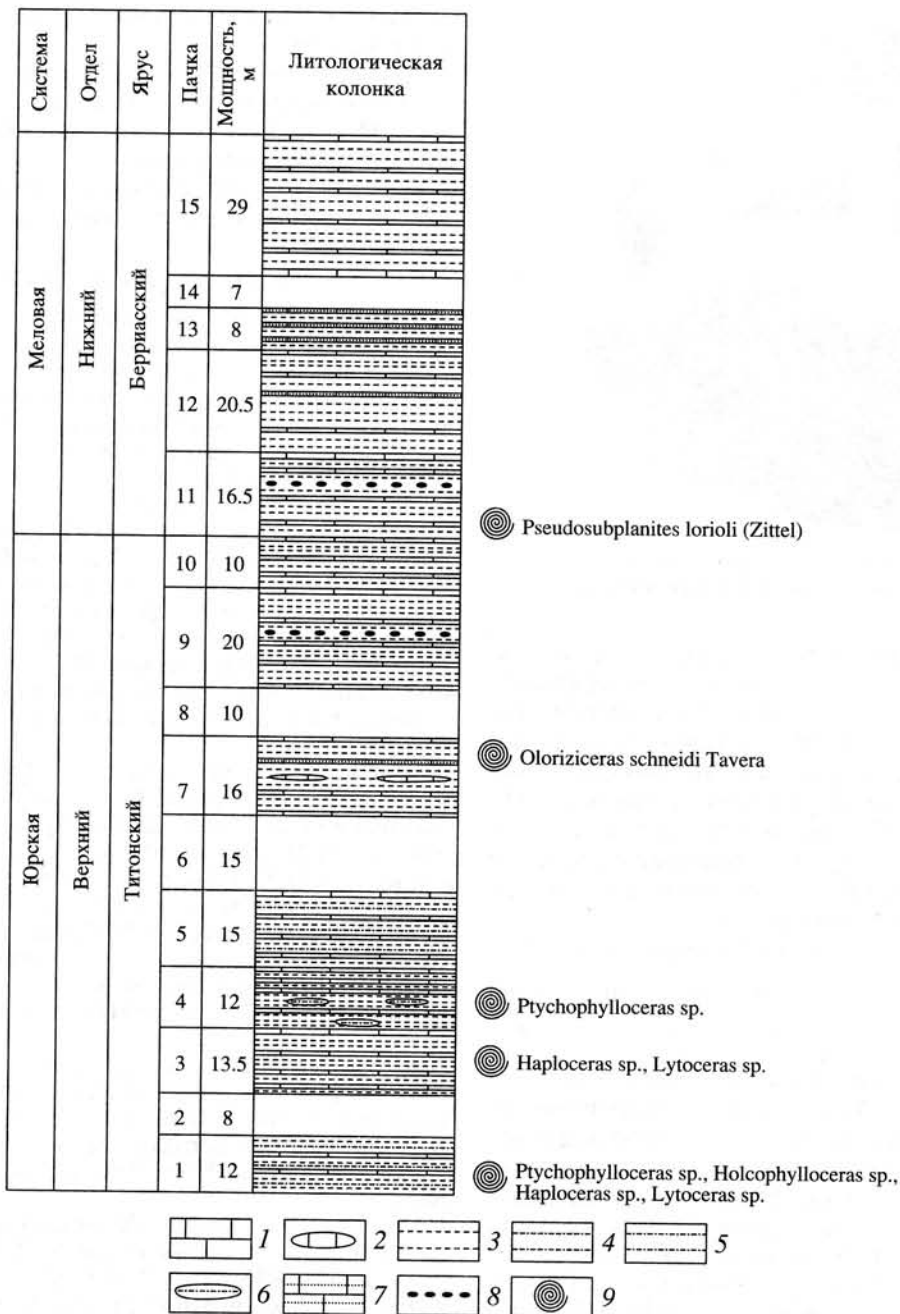 Система
Отдел
Ярус
Пачка
Мощность, м
Литологическая
колонка
Меловая
Нижний
Берриасский
15 29
14 7
13 8
12 20.5
11 16.5
Pseudosubplanites lorioli (Zittel)
Юрская
Верхний
Титонский
10 10
9 20
8 10
Oloriziceras schneidi Tavera
7 16
6 15
5 15
4 12
Ptychophylloceras sp.
3 13.5
Haploceras sp., Lytoceras sp.
2 8
1 12
Ptychophylloceras sp., Holcophylloceras sp.,
Haploceras sp., Lytoceras sp.
1 2 3 4 5
6 7 8 9